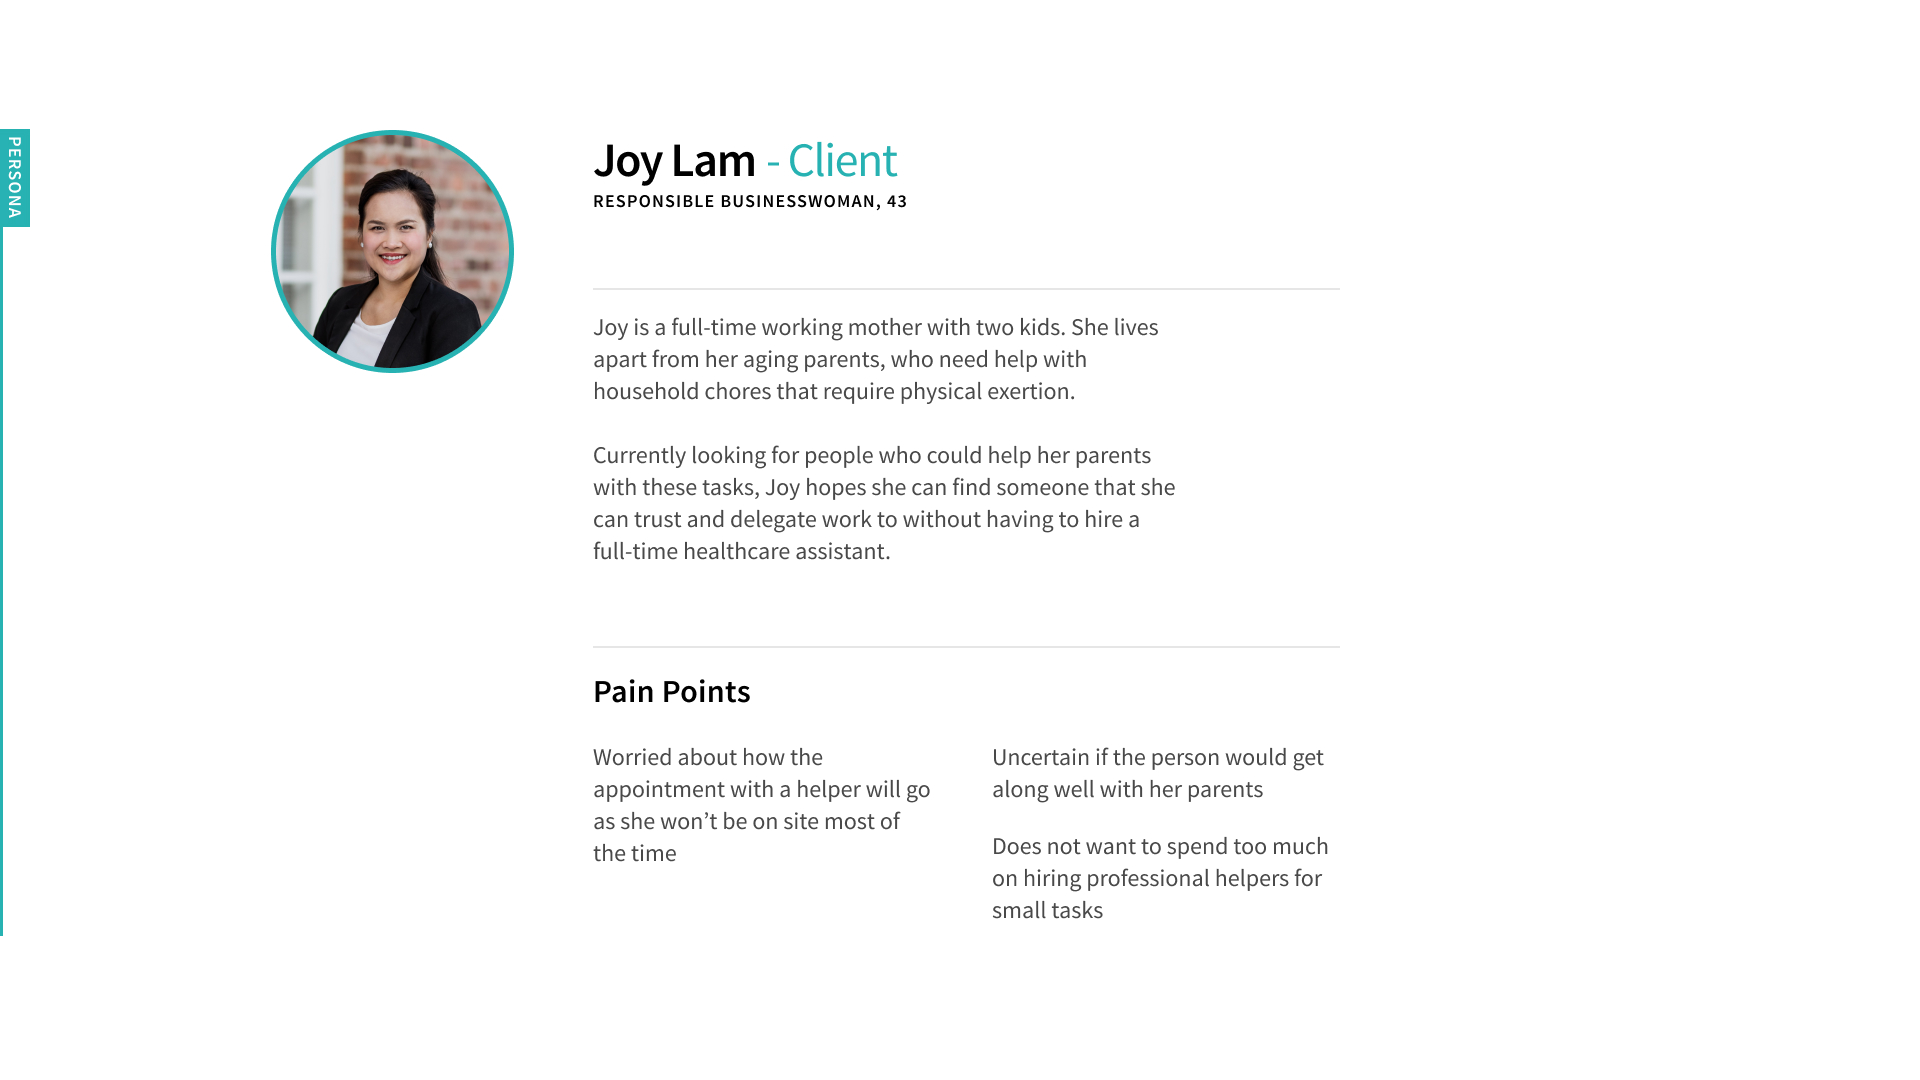 PERSONA
Joy Lam - Client
RESPONSIBLE BUSINESSWOMAN, 43
Joy is a full-time working mother with two kids. She lives
apart from her aging parents, who need help with
household chores that require physical exertion.
Currently looking for people who could help her parents
with these tasks, Joy hopes she can find someone that she
can trust and delegate work to without having to hire a
full-time healthcare assistant.
Pain Points
Worried about how the
appointment with a helper will go
as she won’t be on site most of
the time
Uncertain if the person would get
along well with her parents
Does not want to spend too much
on hiring professional helpers for
small tasks